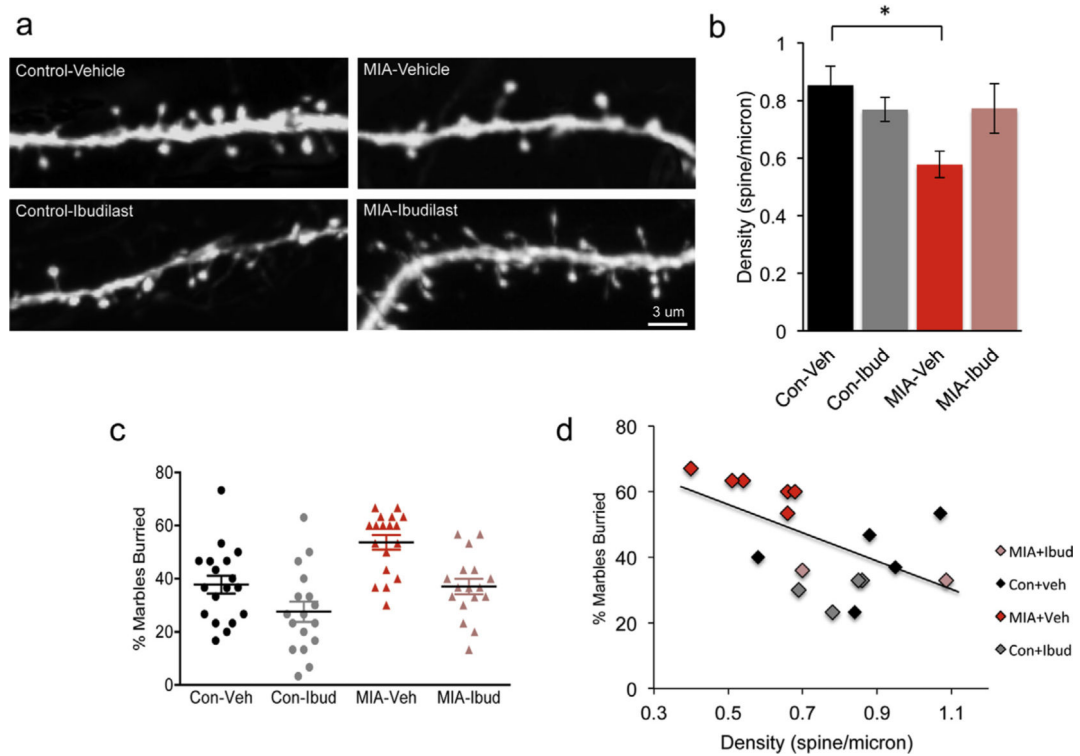 a
Control-Vehicle
MIA-Vehicle
Control-Ibudilast
MIA-Ibudilast
3 um
b
*
Density (spine/micron)
1
0.8
0.6
0.4
0.2
0
Con-Veh
Con-Ibud
MIA-Veh
MIA-Ibud
c
% Marbles Burried
80
60
40
20
0
Con-Veh
Con-Ibud
MIA-Veh
MIA-Ibud
d
% Marbles Burried
80
60
40
20
0
0.3
0.5
0.7
0.9
1.1
Density (spine/micron)
MIA+Ibud
Con+veh
MIA+Veh
Con+Ibud